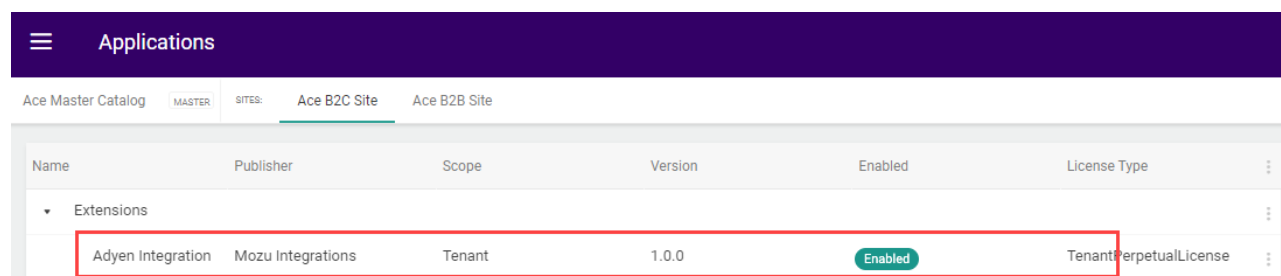 Applications
Ace Master Catalog MASTER SITES: Ace B2C Site Ace B2B Site
Name Publisher Scope Version Enabled License Type
Extensions
Adyen Integration Mozu Integrations Tenant 1.0.0 Enabled TenantPerpetualLicense